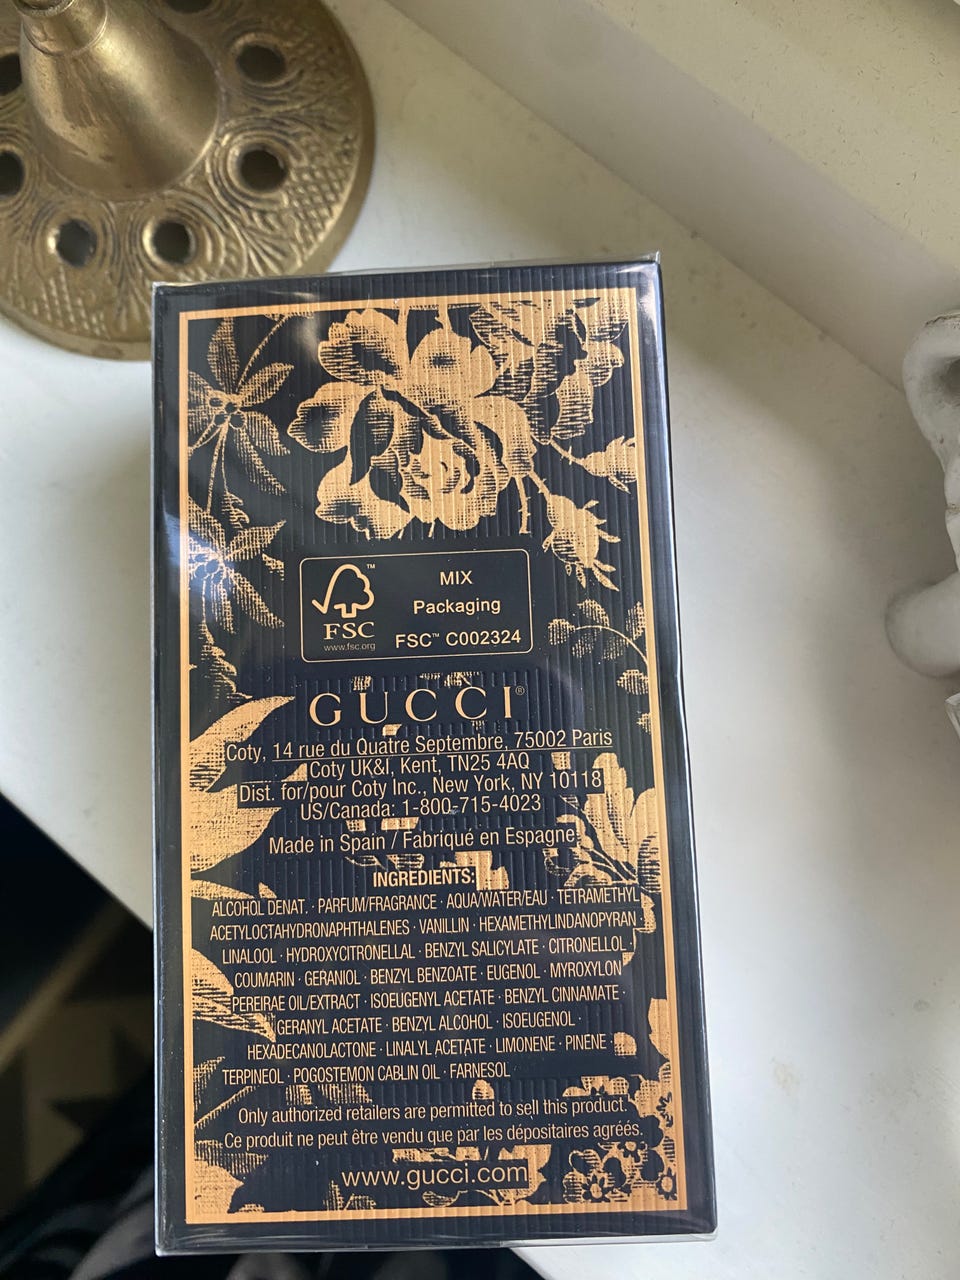 FSC™
www.fsc.org
MIX
Packaging
FSC™ C002324
GUCCI®
Coty, 14 rue du Quatre Septembre, 75002 Paris
Coty UK&I, Kent, TN25 4AQ
Dist. for/pour Coty Inc., New York, NY 10118
US/Canada: 1-800-715-4023
Made in Spain / Fabriqué en Espagne
INGREDIENTS:
ALCOHOL DENAT. · PARFUM/FRAGRANCE · AQUA/WATER/EAU · TETRAMETHYL
ACETYLOCTAHYDRONAPHTHALENES · VANILLIN · HEXAMETHYLINDANOPYRAN ·
LINALOOL · HYDROXYCITRONELLAL · BENZYL SALICYLATE · CITRONELLOL ·
COUMARIN · GERANIOL · BENZYL BENZOATE · EUGENOL · MYROXYLON
PEREIRAE OIL/EXTRACT · ISOEUGENYL ACETATE · BENZYL CINNAMATE ·
GERANYL ACETATE · BENZYL ALCOHOL · ISOEUGENOL ·
HEXADECANOLACTONE · LINALYL ACETATE · LIMONENE · PINENE ·
TERPINEOL · POGOSTEMON CABLIN OIL · FARNESOL
Only authorized retailers are permitted to sell this product.
Ce produit ne peut être vendu que par les dépositaires agréés.
www.gucci.com